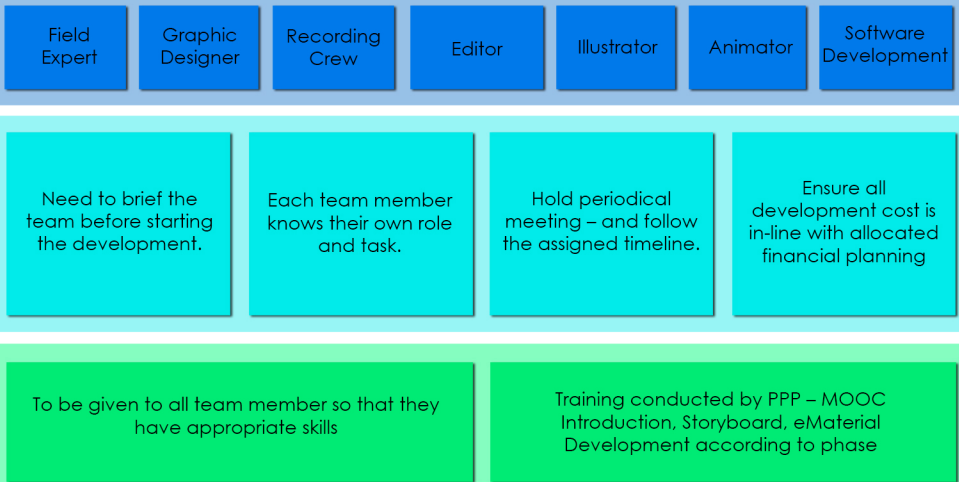 Field
Expert
Graphic
Designer
Recording
Crew
Editor
Illustrator
Animator
Software
Development
Need to brief the
team before starting
the development.
Each team member
knows their own role
and task.
Hold periodical
meeting – and follow
the assigned timeline.
Ensure all
development cost is
in-line with allocated
financial planning
To be given to all team member so that they
have appropriate skills
Training conducted by PPP – MOOC
Introduction, Storyboard, eMaterial
Development according to phase